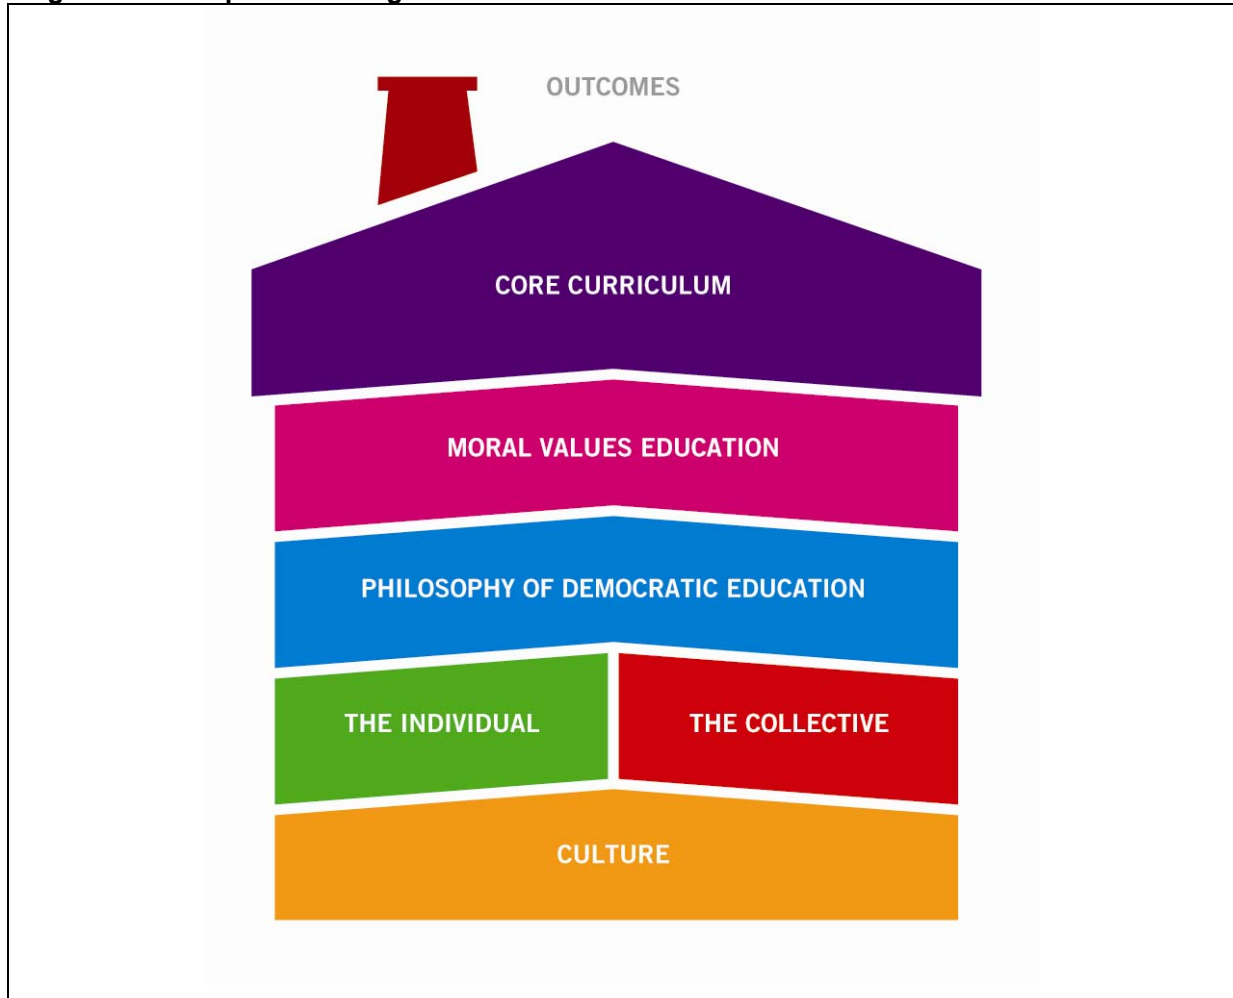 OUTCOMES
CORE CURRICULUM
MORAL VALUES EDUCATION
PHILOSOPHY OF DEMOCRATIC EDUCATION
THE INDIVIDUAL
THE COLLECTIVE
CULTURE